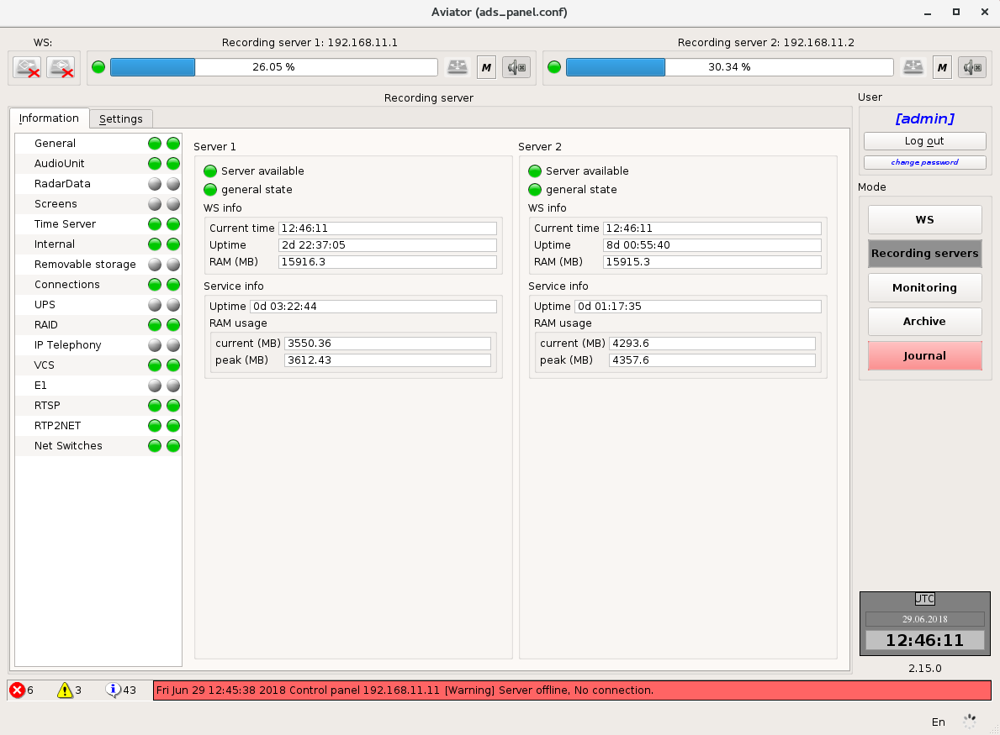 Aviator (ads_panel.conf)
WS:
Recording server 1: 192.168.11.1
Recording server 2: 192.168.11.2
26.05 %
M
30.34 %
M
Recording server
Information
Settings
General
AudioUnit
RadarData
Screens
Time Server
Internal
Removable storage
Connections
UPS
RAID
IP Telephony
VCS
E1
RTSP
RTP2NET
Net Switches
Server 1
Server available
general state
WS info
Current time 12:46:11
Uptime 2d 22:37:05
RAM (MB) 15916.3
Service info
Uptime 0d 03:22:44
RAM usage
current (MB) 3550.36
peak (MB) 3612.43
Server 2
Server available
general state
WS info
Current time 12:46:11
Uptime 8d 00:55:40
RAM (MB) 15915.3
Service info
Uptime 0d 01:17:35
RAM usage
current (MB) 4293.6
peak (MB) 4357.6
User
[admin]
Log out
change password
Mode
WS
Recording servers
Monitoring
Archive
Journal
UTC
29.06.2018
12:46:11
2.15.0
6
3
43
Fri Jun 29 12:45:38 2018 Control panel 192.168.11.11 [Warning] Server offline, No connection.
En